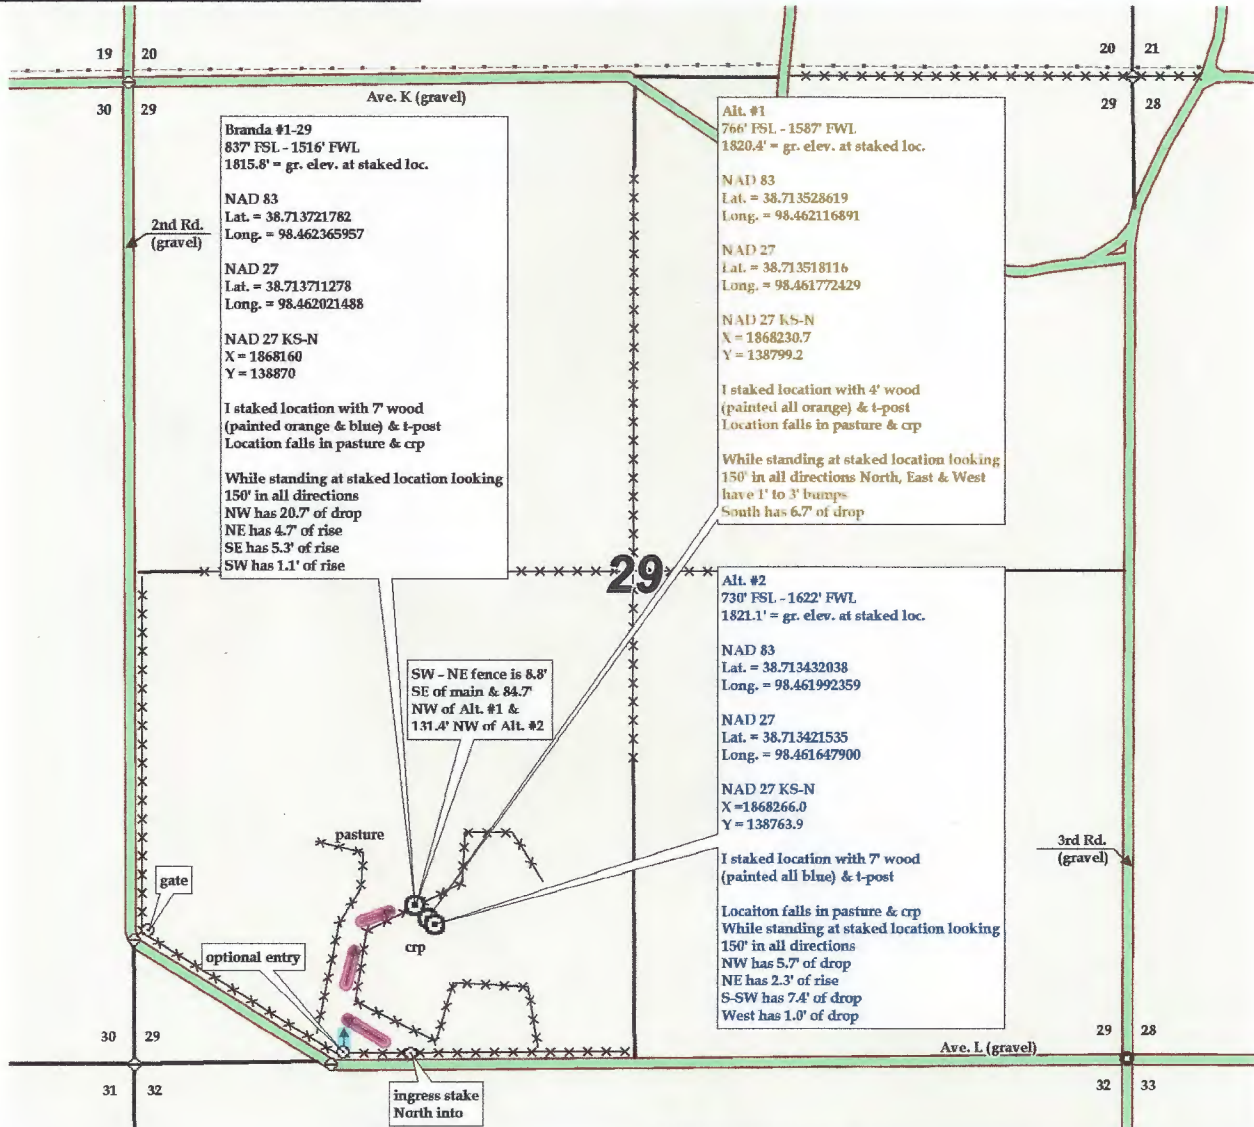 19 20
20 21
30 29
29 28
Ave. K (gravel)
Branda #1-29
837' FSL - 1516' FWL
1815.8' = gr. elev. at staked loc.
NAD 83
Lat. = 38.713721782
Long. = 98.462365957
NAD 27
Lat. = 38.713711278
Long. = 98.462021488
NAD 27 KS-N
X = 1868160
Y = 138870
I staked location with 7' wood
(painted orange & blue) & t-post
Location falls in pasture & crp
While standing at staked location looking
150' in all directions
NW has 20.7' of drop
NE has 4.7' of rise
SE has 5.3' of rise
SW has 1.1' of rise
2nd Rd.
(gravel)
Alt. #1
766' FSL - 1587' FWL
1820.4' = gr. elev. at staked loc.
NAD 83
Lat. = 38.713528619
Long. = 98.462116891
NAD 27
Lat. = 38.713518116
Long. = 98.461772429
NAD 27 KS-N
X = 1868230.7
Y = 138799.2
I staked location with 4' wood
(painted all orange) & t-post
Location falls in pasture & crp
While standing at staked location looking
150' in all directions North, East & West
have 1' to 3' bumps
South has 6.7' of drop
29
Alt. #2
730' FSL - 1622' FWL
1821.1' = gr. elev. at staked loc.
NAD 83
Lat. = 38.713432038
Long. = 98.461992359
NAD 27
Lat. = 38.713421535
Long. = 98.461647900
NAD 27 KS-N
X =1868266.0
Y = 138763.9
I staked location with 7' wood
(painted all blue) & t-post
Locaiton falls in pasture & crp
While standing at staked location looking
150' in all directions
NW has 5.7' of drop
NE has 2.3' of rise
S-SW has 7.4' of drop
West has 1.0' of drop
SW - NE fence is 8.8'
SE of main & 84.7'
NW of Alt. #1 &
131.4' NW of Alt. #2
pasture
3rd Rd.
(gravel)
gate
crp
optional entry
30 29
29 28
Ave. L (gravel)
31 32
32 33
ingress stake
North into